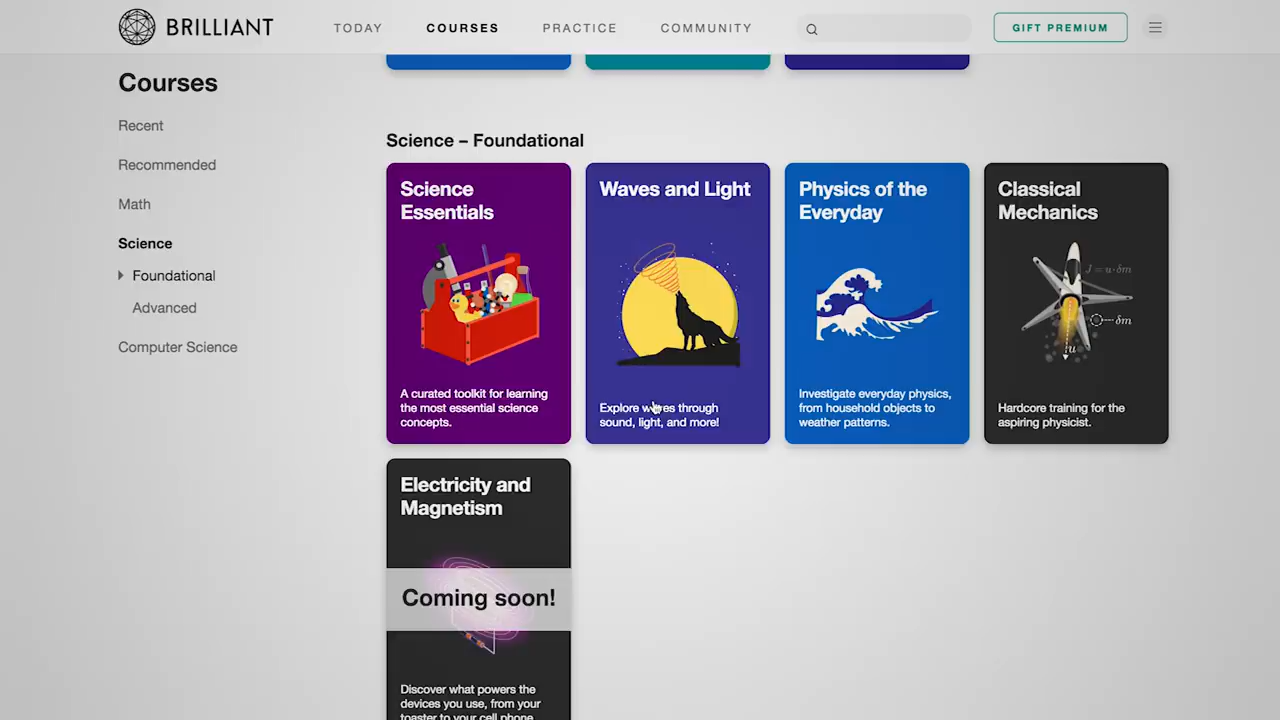 BRILLIANT
TODAY
COURSES
PRACTICE
COMMUNITY
GIFT PREMIUM
Courses
Recent
Recommended
Math
Science
Foundational
Advanced
Computer Science
Science – Foundational
Science
Essentials
A curated toolkit for learning
the most essential science
concepts.
Waves and Light
Explore waves through
sound, light, and more!
Physics of the
Everyday
Investigate everyday physics,
from household objects to
weather patterns.
Classical
Mechanics
J = u · δm
δm
u
Hardcore training for the
aspiring physicist.
Electricity and
Magnetism
Coming soon!
Discover what powers the
devices you use, from your
toaster to your cell phone